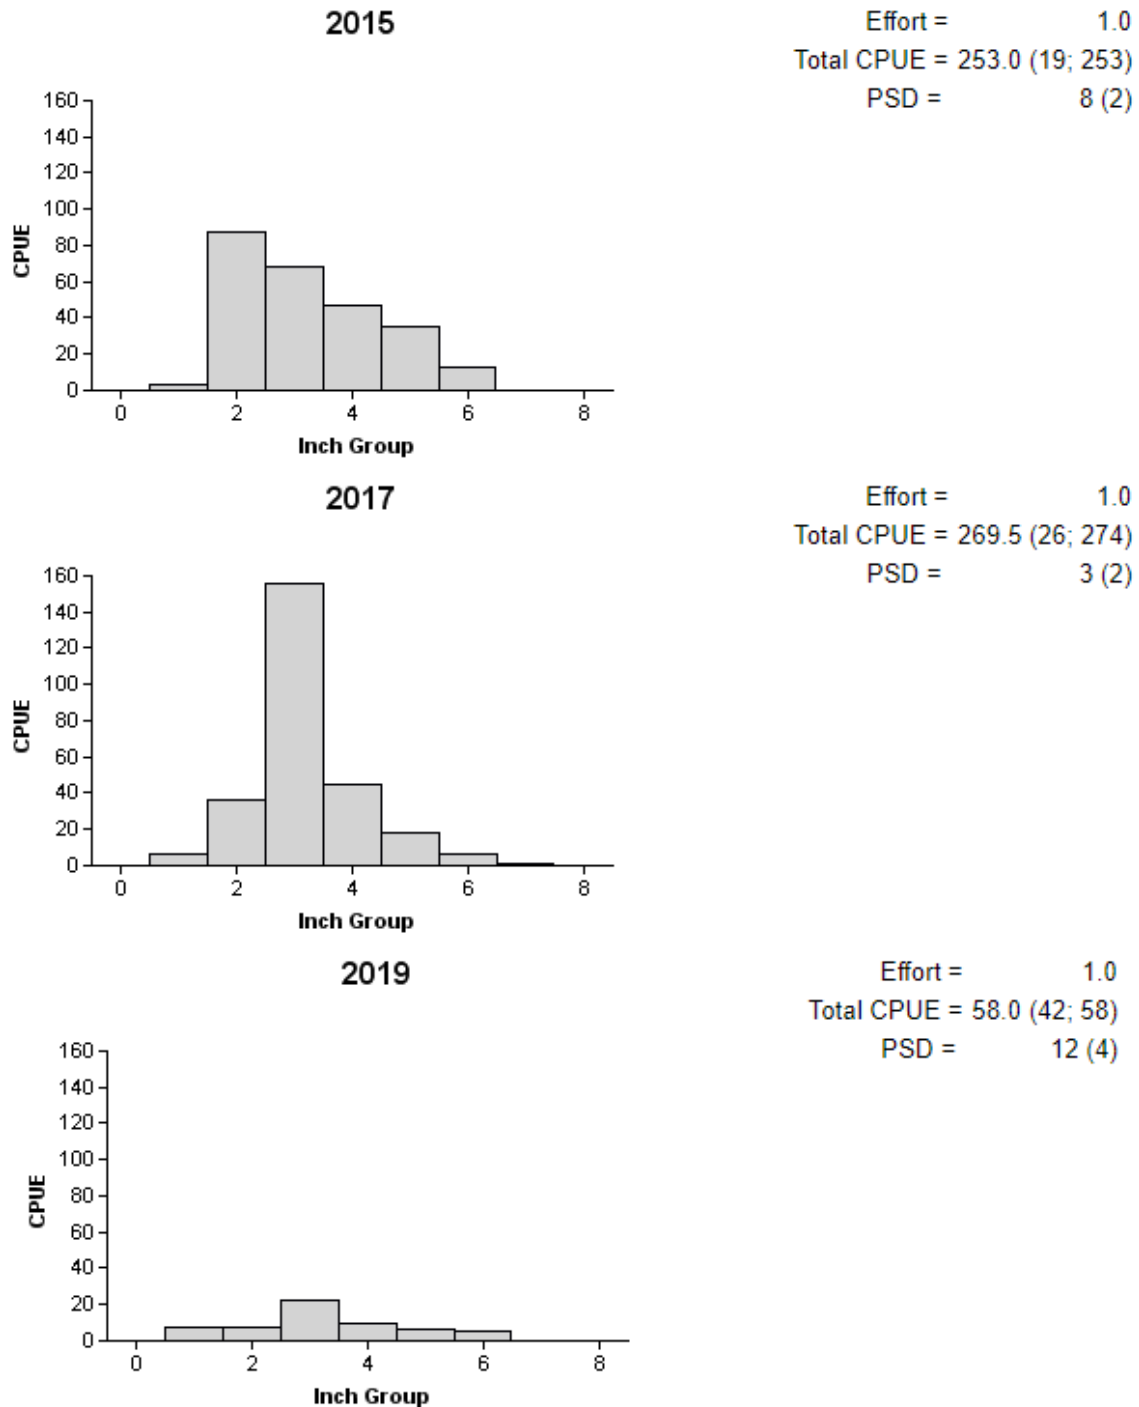 2015
Effort = 1.0
Total CPUE = 253.0 (19; 253)
PSD = 8 (2)
160
140
120
100
80
60
40
20
0
CPUE
0 2 4 6 8
Inch Group
2017
Effort = 1.0
Total CPUE = 269.5 (26; 274)
PSD = 3 (2)
160
140
120
100
80
60
40
20
0
CPUE
0 2 4 6 8
Inch Group
2019
Effort = 1.0
Total CPUE = 58.0 (42; 58)
PSD = 12 (4)
160
140
120
100
80
60
40
20
0
CPUE
0 2 4 6 8
Inch Group